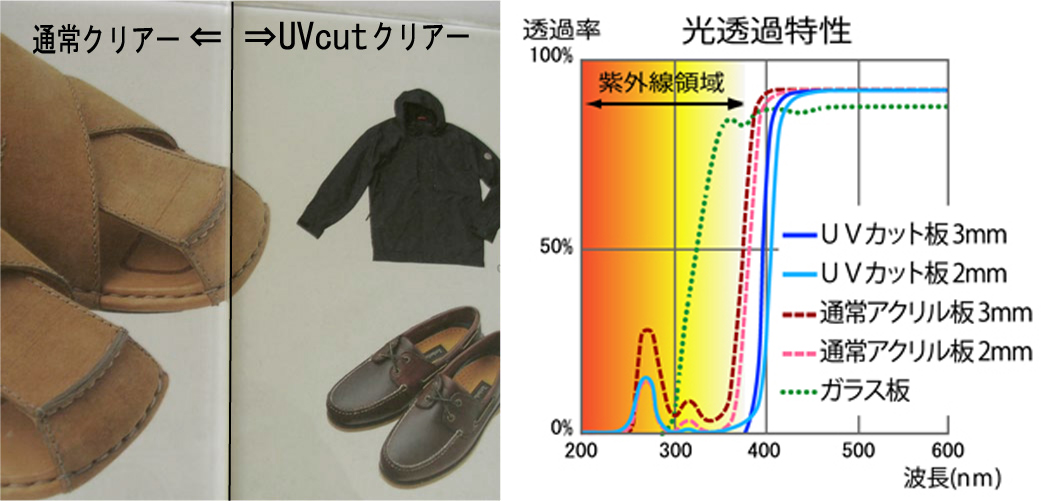 通常クリアー ⇐
⇒UVcutクリアー
透過率
光透過特性
100%
紫外線領域
50%
0%
ＵＶカット板3mm
ＵＶカット板2mm
通常アクリル板3mm
通常アクリル板2mm
ガラス板
200 300 400 500 600
波長(nm)